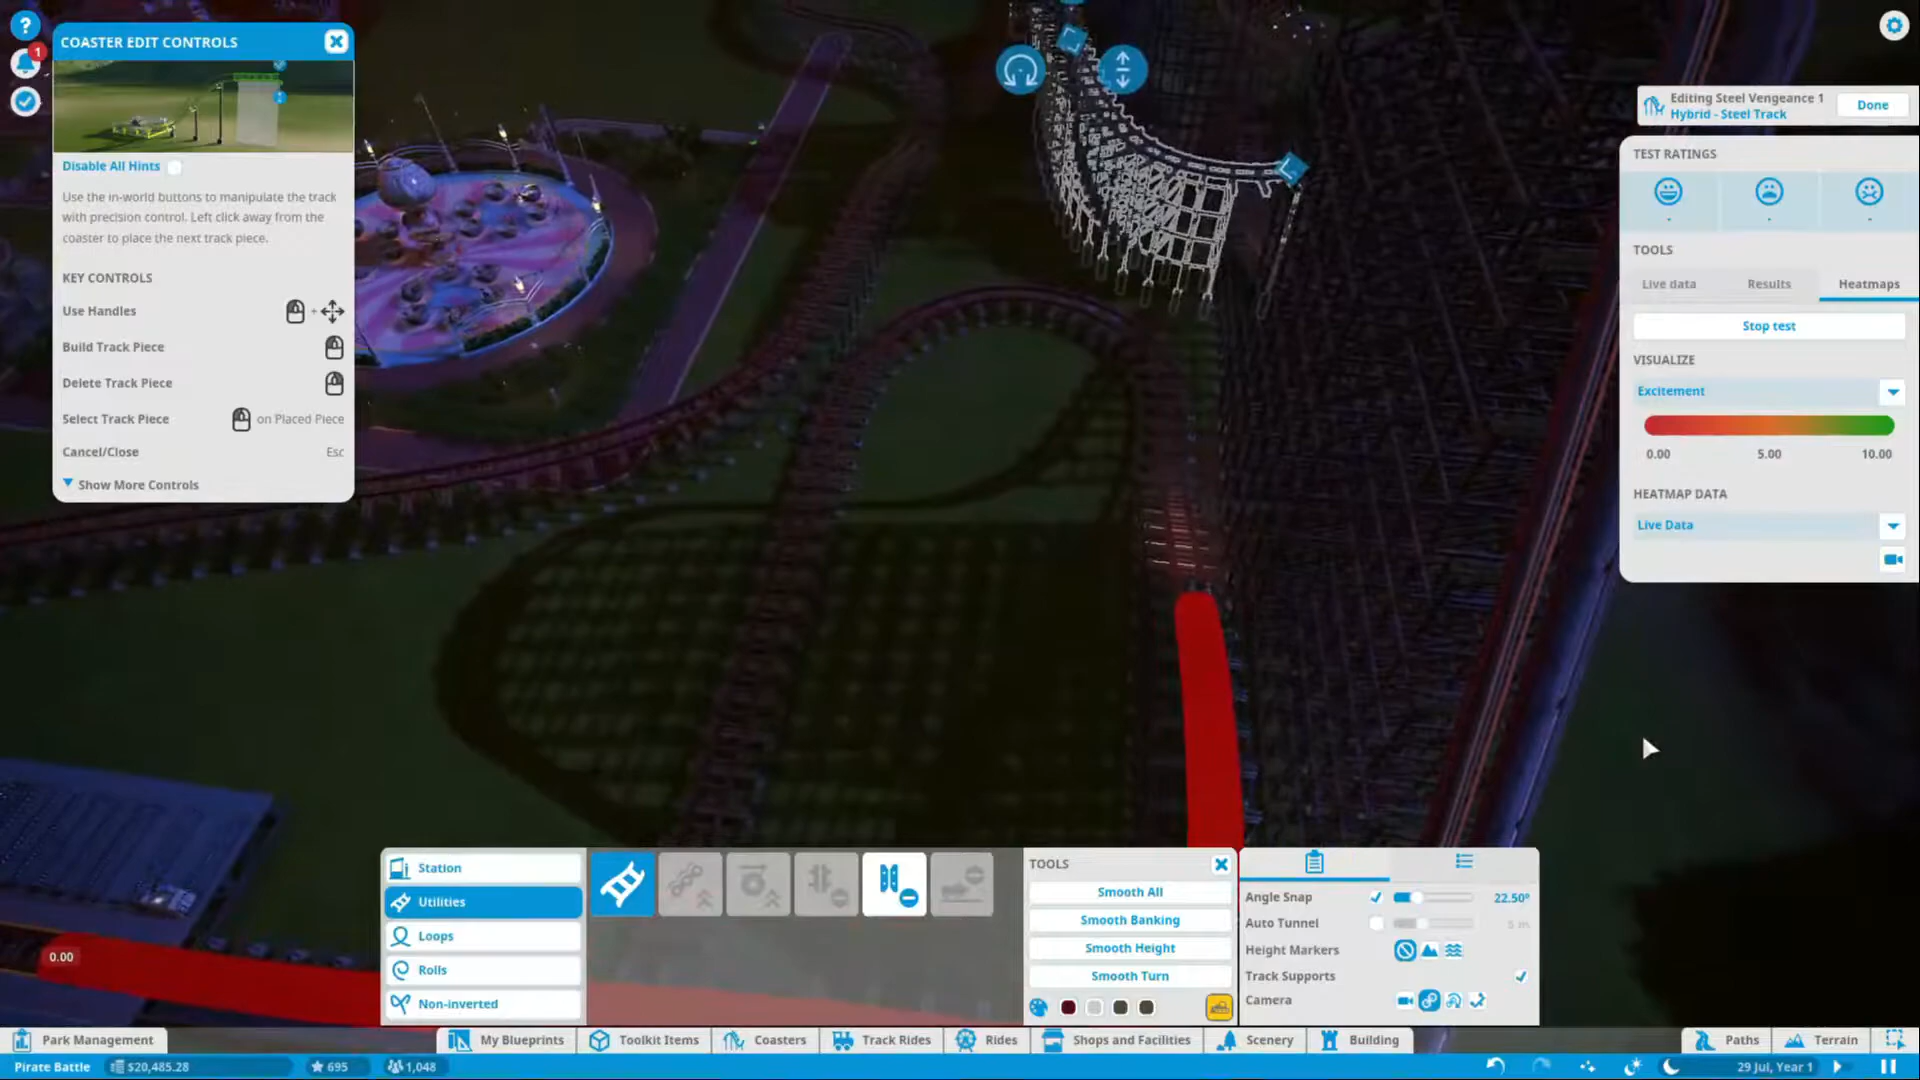 ?
1
COASTER EDIT CONTROLS
Disable All Hints
Use the in-world buttons to manipulate the track
with precision control. Left click away from the
coaster to place the next track piece.
KEY CONTROLS
Use Handles +
Build Track Piece
Delete Track Piece
Select Track Piece on Placed Piece
Cancel/Close Esc
Show More Controls
Editing Steel Vengeance 1
Hybrid - Steel Track
Done
TEST RATINGS
- - -
TOOLS
Live data Results Heatmaps
Stop test
VISUALIZE
Excitement
0.00 5.00 10.00
HEATMAP DATA
Live Data
0.00
Station
Utilities
Loops
Rolls
Non-inverted
TOOLS
Smooth All
Smooth Banking
Smooth Height
Smooth Turn
Angle Snap 22.50°
Auto Tunnel 5 m
Height Markers
Track Supports
Camera
Park Management My Blueprints Toolkit Items Coasters Track Rides Rides Shops and Facilities Scenery Building Paths Terrain
Pirate Battle $20,485.28 695 1,048 29 Jul, Year 1